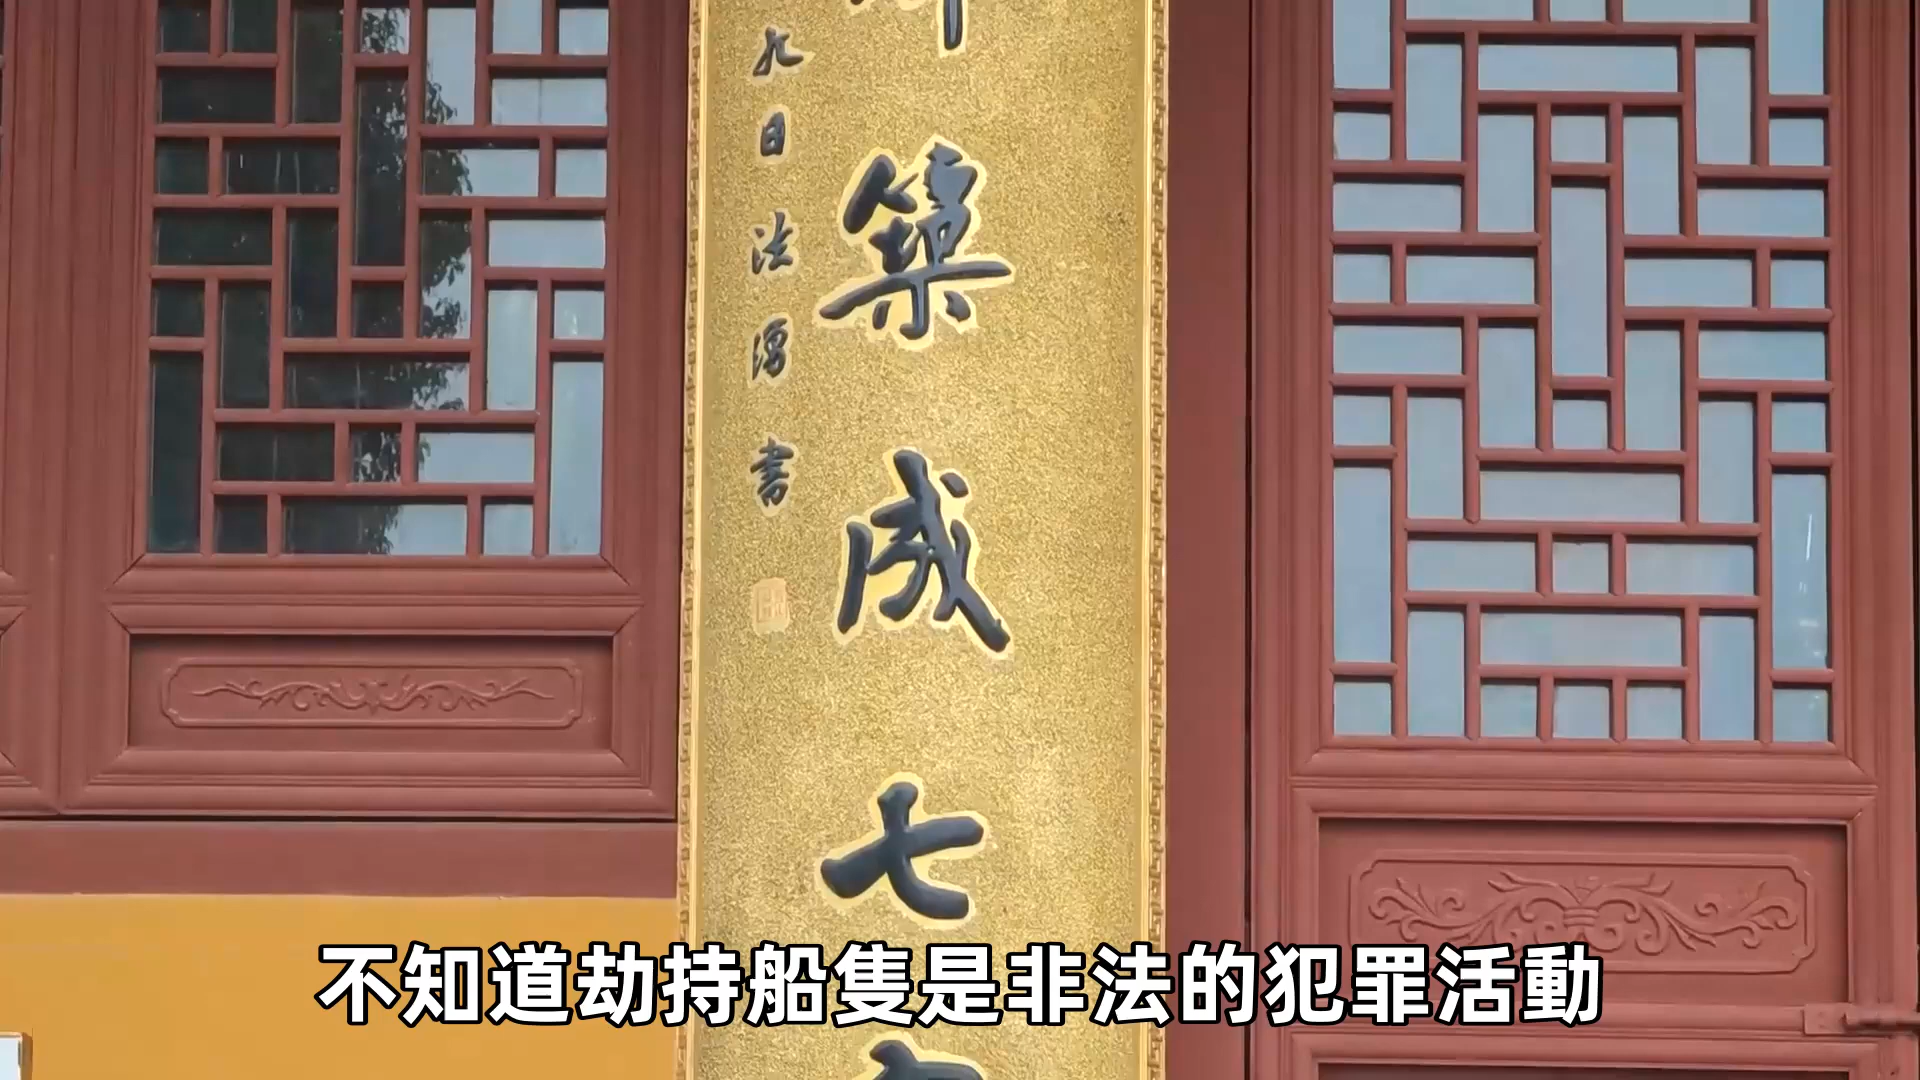 築成七
九日法湧書
不知道劫持船隻是非法的犯罪活動